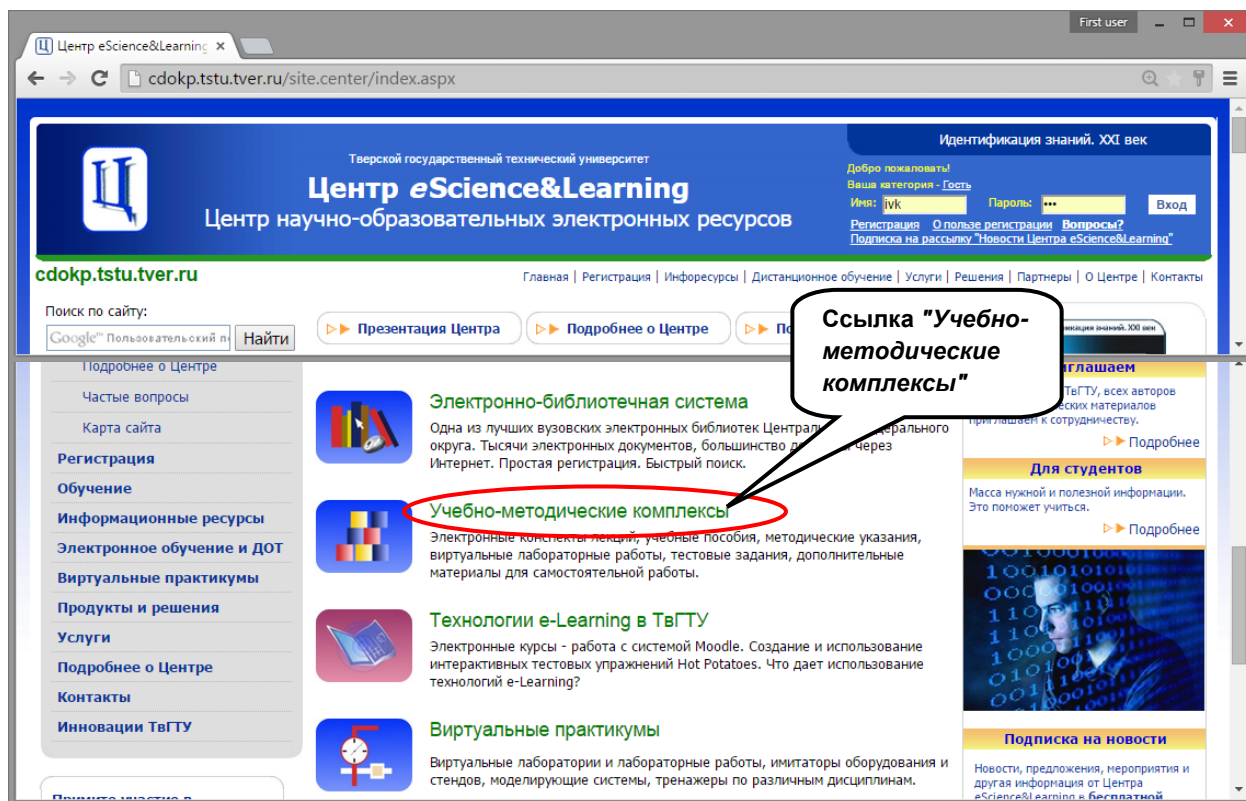 First user
Центр eScience&Learning
cdokp.tstu.tver.ru/site.center/index.aspx
Идентификация знаний. XXI век
Ц
Тверской государственный технический университет
Центр eScience&Learning
Центр научно-образовательных электронных ресурсов
Добро пожаловать!
Ваша категория - Гость
Имя: ivk Пароль: ••• Вход
Регистрация О пользе регистрации Вопросы?
Подписка на рассылку "Новости Центра eScience&Learning"
cdokp.tstu.tver.ru
Главная | Регистрация | Инфоресурсы | Дистанционное обучение | Услуги | Решения | Партнеры | О Центре | Контакты
Поиск по сайту:
Google™ Пользовательский Найти
Презентация Центра
Подробнее о Центре
Ссылка "Учебно-
методические
комплексы"
Подробнее о Центре
Частые вопросы
Карта сайта
Регистрация
Обучение
Информационные ресурсы
Электронное обучение и ДОТ
Виртуальные практикумы
Продукты и решения
Услуги
Подробнее о Центре
Контакты
Инновации ТвГТУ
Примите участие в
Электронно-библиотечная система
Одна из лучших вузовских электронных библиотек
округа. Тысячи электронных документов, большинство через
Интернет. Простая регистрация. Быстрый поиск.
Учебно-методические комплексы
Электронные конспекты лекций, учебные пособия, методические указания,
виртуальные лабораторные работы, тестовые задания, дополнительные
материалы для самостоятельной работы.
Технологии e-Learning в ТвГТУ
Электронные курсы - работа с системой Moodle. Создание и использование
интерактивных тестовых упражнений Hot Potatoes. Что дает использование
технологий e-Learning?
Виртуальные практикумы
Виртуальные лаборатории и лабораторные работы, имитаторы оборудования и
стендов, моделирующие системы, тренажеры по различным дисциплинам.
ТвГТУ, всех авторов
материалов
приглашаем к сотрудничеству.
Подробнее
Для студентов
Масса нужной и полезной информации.
Это поможет учиться.
Подробнее
Подписка на новости
Новости, предложения, мероприятия и
другая информация от Центра
eScience&Learning в бесплатной